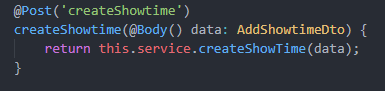 @Post('createShowtime')
createShowtime(@Body() data: AddShowtimeDto) {
    return this.service.createShowTime(data);
}